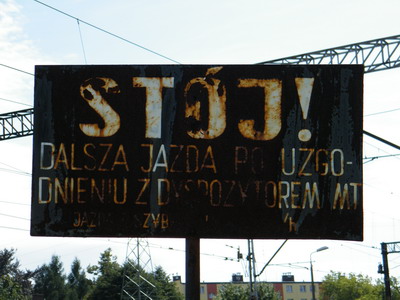 STÓJ!
DALSZA JAZDA PO UZGO-
DNIENIU Z DYSPOZYTOREM MT